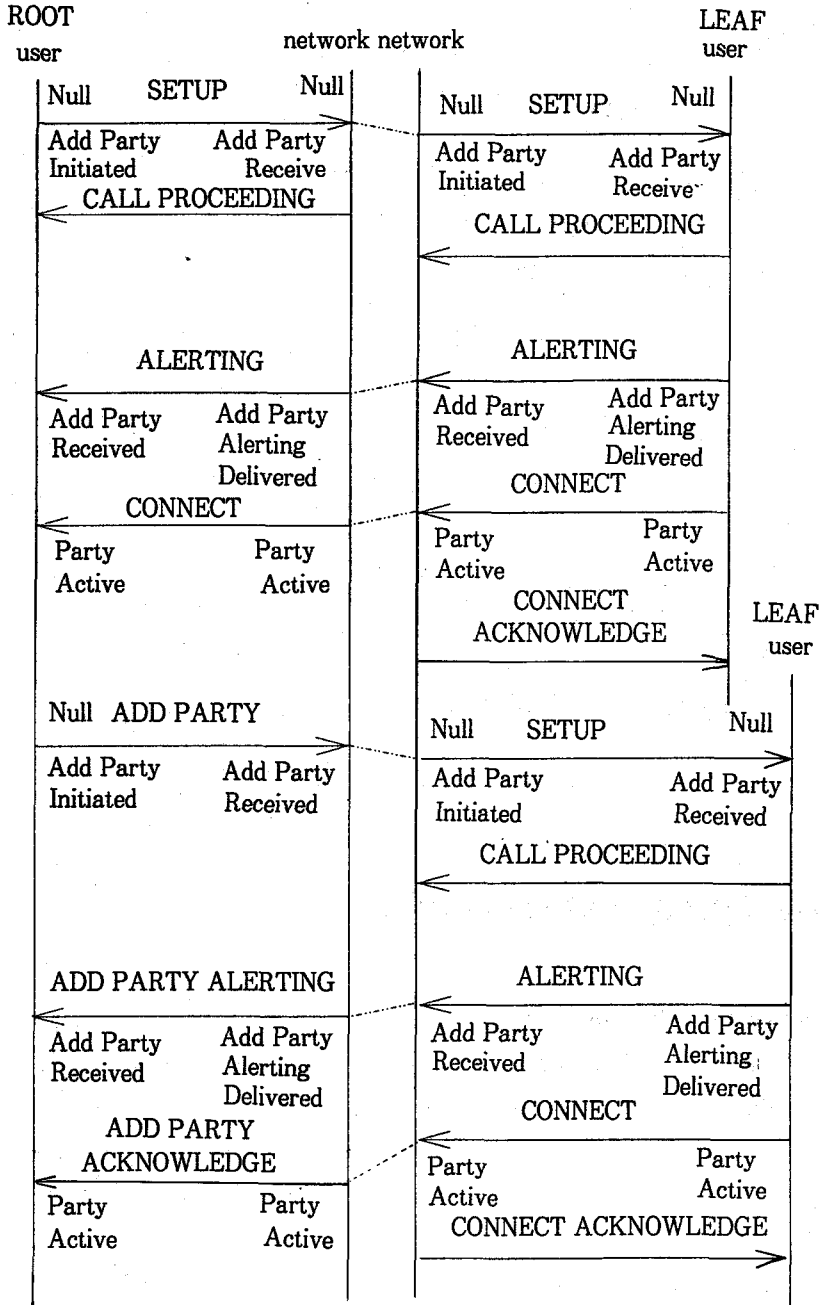 ROOT
user
network network
LEAF
user
Null SETUP Null
Null SETUP Null
Add Party Initiated
Add Party Receive
Add Party Initiated
Add Party Receive
CALL PROCEEDING
CALL PROCEEDING
ALERTING
ALERTING
Add Party Received
Add Party Alerting Delivered
Add Party Received
Add Party Alerting Delivered
CONNECT
CONNECT
Party Active
Party Active
Party Active
Party Active
CONNECT
ACKNOWLEDGE
LEAF
user
Null ADD PARTY
Null SETUP Null
Add Party Initiated
Add Party Received
Add Party Initiated
Add Party Received
CALL PROCEEDING
ADD PARTY ALERTING
ALERTING
Add Party Received
Add Party Alerting Delivered
Add Party Received
Add Party Alerting Delivered
ADD PARTY
ACKNOWLEDGE
CONNECT
Party Active
Party Active
Party Active
Party Active
CONNECT ACKNOWLEDGE